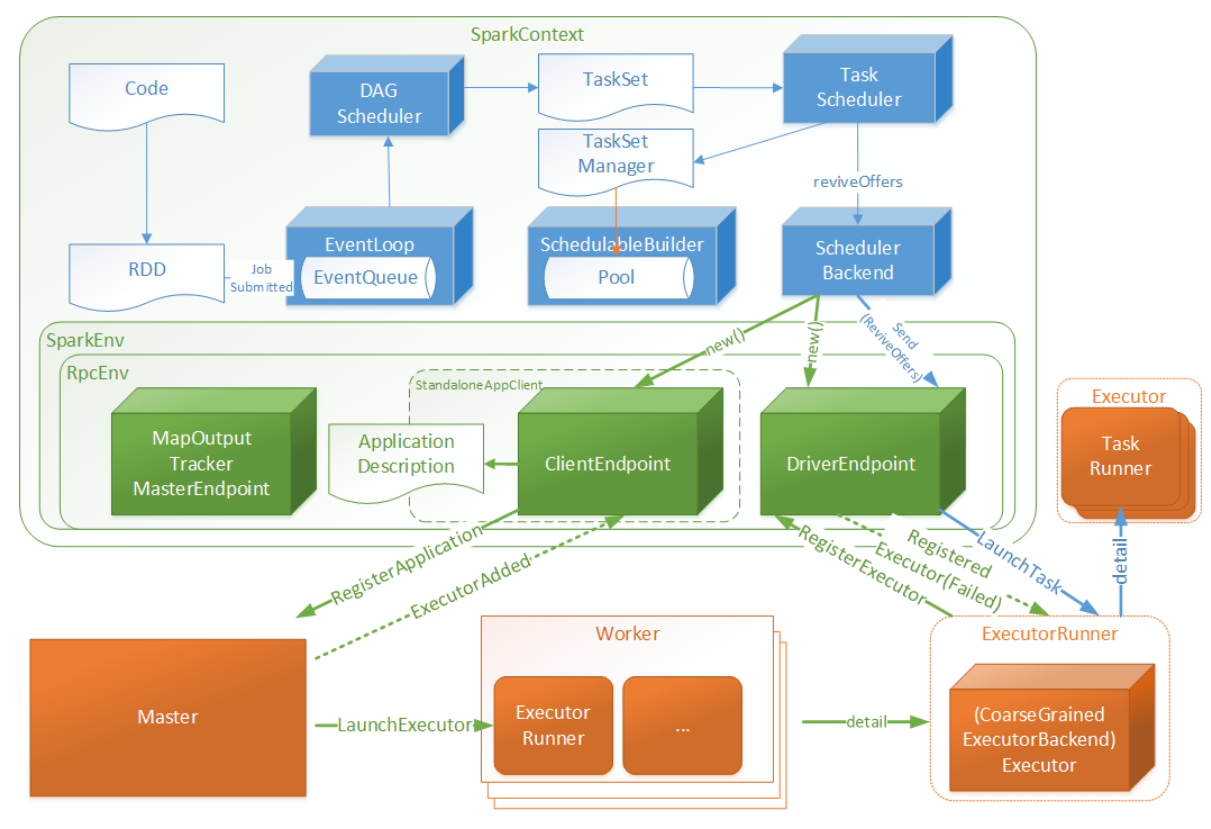 SparkContext
Code
DAG
Scheduler
TaskSet
Task
Scheduler
TaskSet
Manager
reviveOffers
RDD
Job
Submitted
EventLoop
EventQueue
SchedulableBuilder
Pool
Scheduler
Backend
SparkEnv
RpcEnv
new()
new()
Send
(ReviveOffers)
StandaloneAppClient
MapOutput
Tracker
MasterEndpoint
Application
Description
ClientEndpoint
DriverEndpoint
Executor
Task
Runner
RegisterApplication
ExecutorAdded
RegisterExecutor
Registered
Executor(Failed)
LaunchTask
detail
Master
LaunchExecutor
Worker
Executor
Runner
...
detail
ExecutorRunner
(CoarseGrained
ExecutorBackend)
Executor